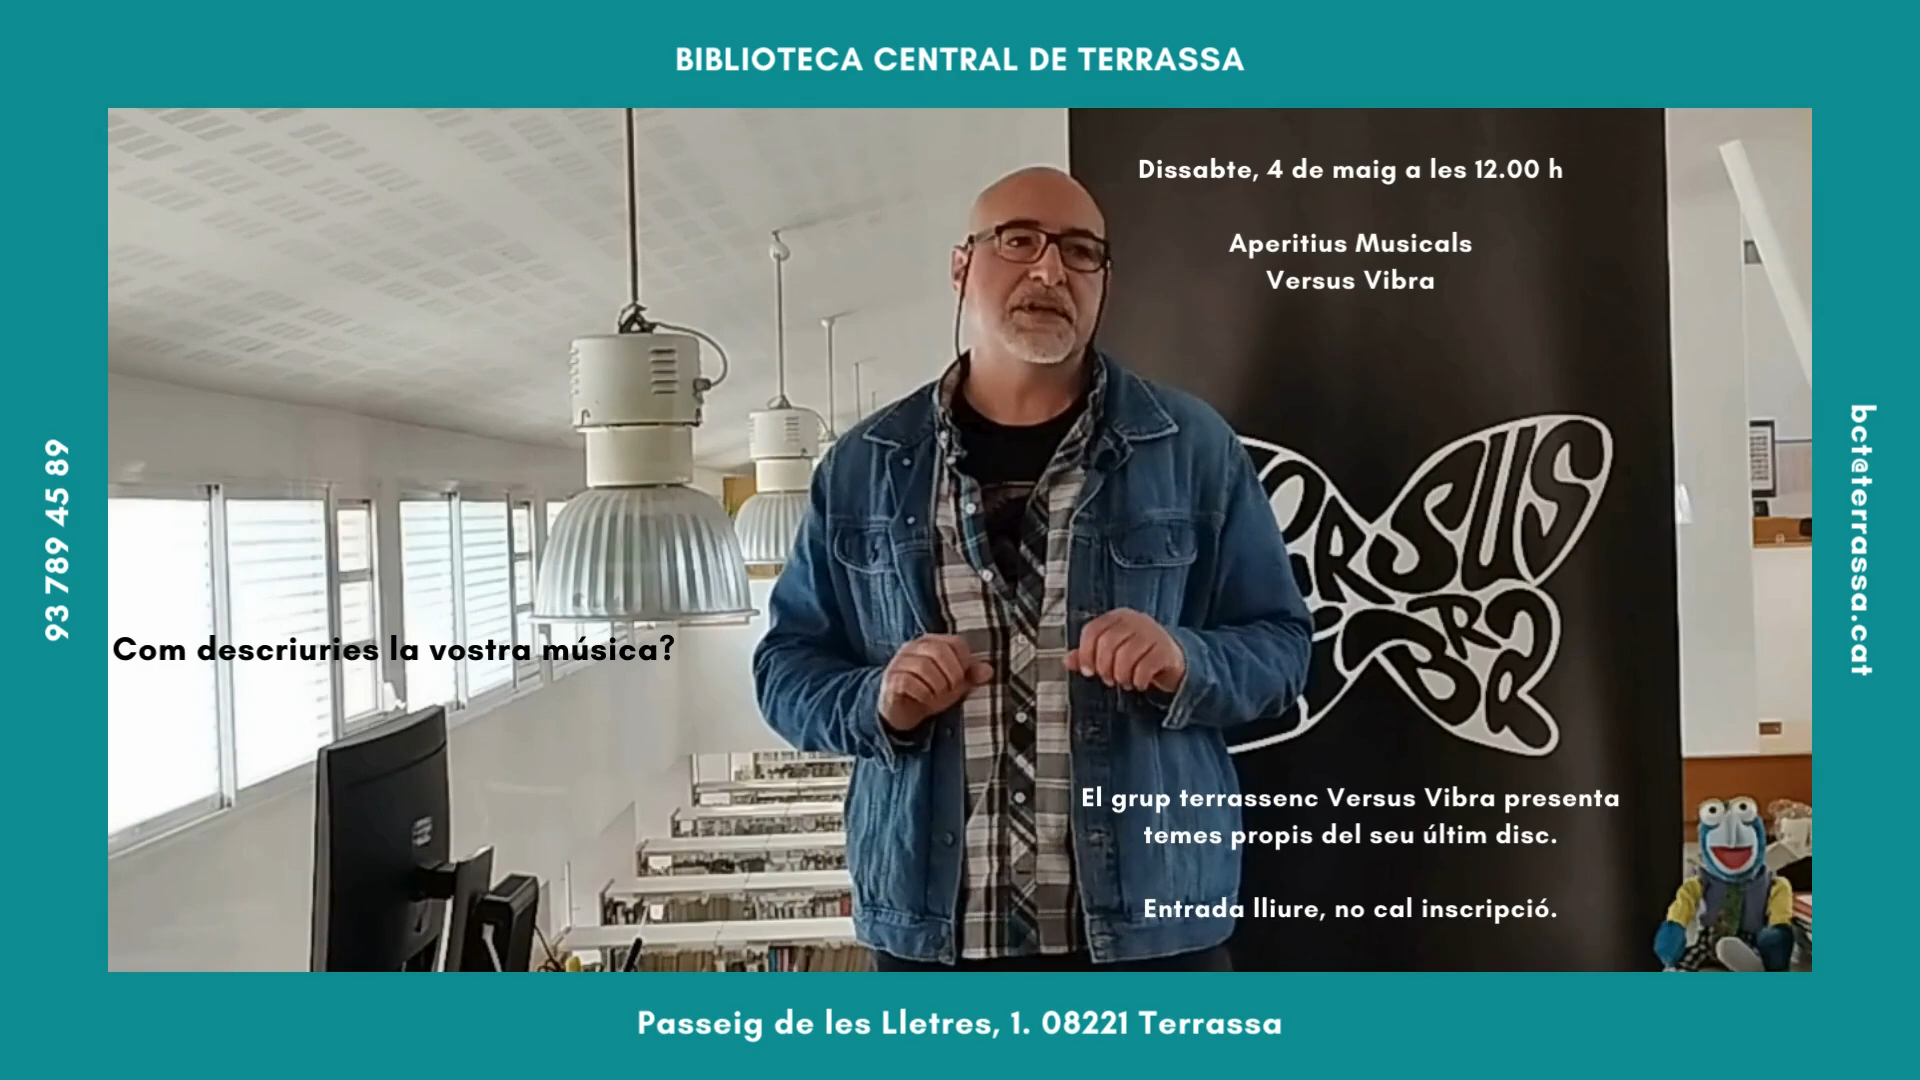 BIBLIOTECA CENTRAL DE TERRASSA
Dissabte, 4 de maig a les 12.00 h
Aperitius Musicals
Versus Vibra
93 789 45 89
bct@terrassa.cat
VERSUS
VIBRA
Com descriuries la vostra música?
El grup terrassenc Versus Vibra presenta
temes propis del seu últim disc.
Entrada lliure, no cal inscripció.
Passeig de les Lletres, 1. 08221 Terrassa